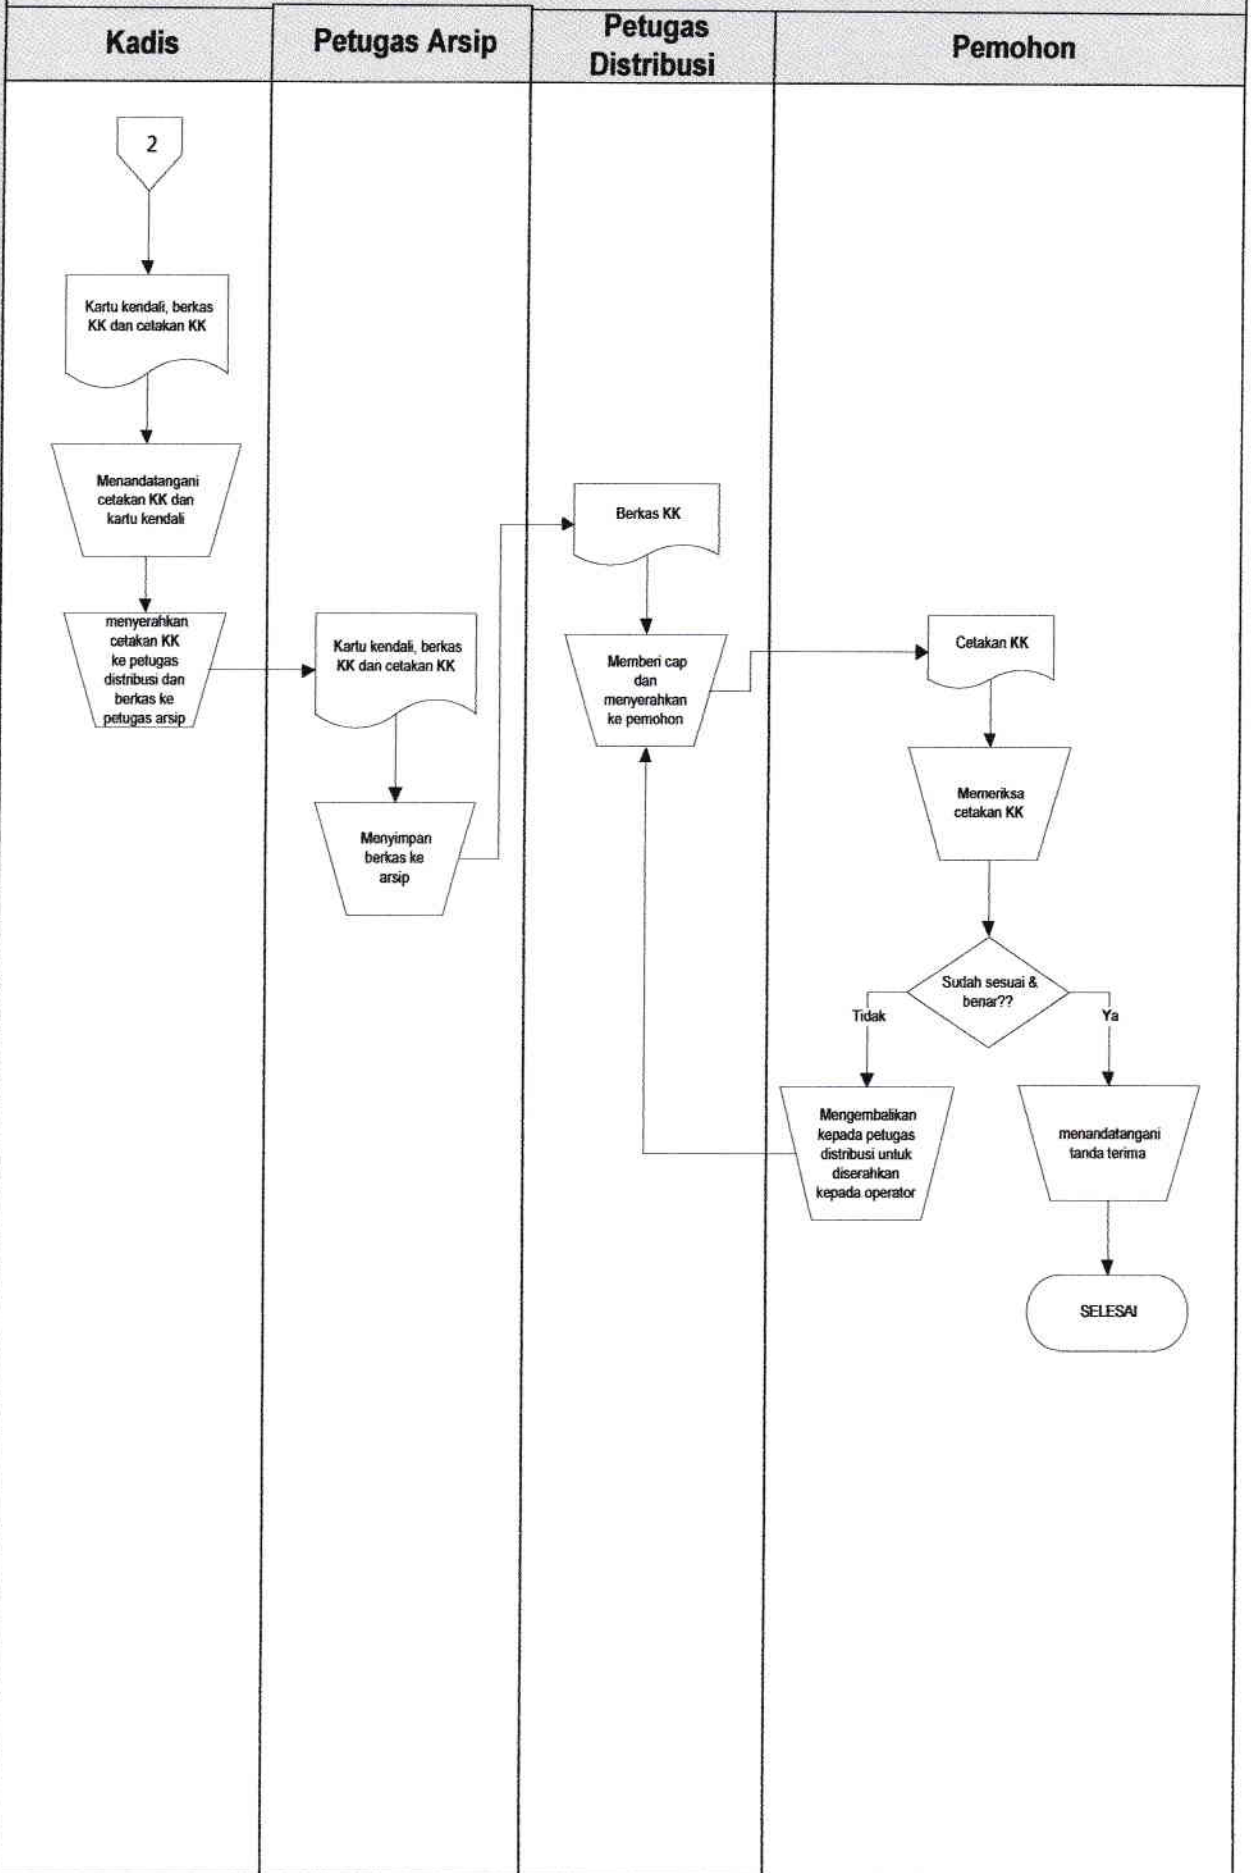 Kadis
Petugas Arsip
Petugas
Distribusi
Pemohon
2
Kartu kendali, berkas
KK dan cetakan KK
Menandatangani
cetakan KK dan
kartu kendali
menyerahkan
cetakan KK
ke petugas
distribusi dan
berkas ke
petugas arsip
Kartu kendali, berkas
KK dan cetakan KK
Menyimpan
berkas ke
arsip
Berkas KK
Memberi cap
dan
menyerahkan
ke pemohon
Cetakan KK
Memeriksa
cetakan KK
Sudah sesuai &
benar??
Tidak
Ya
Mengembalikan
kepada petugas
distribusi untuk
diserahkan
kepada operator
menandatangani
tanda terima
SELESAI